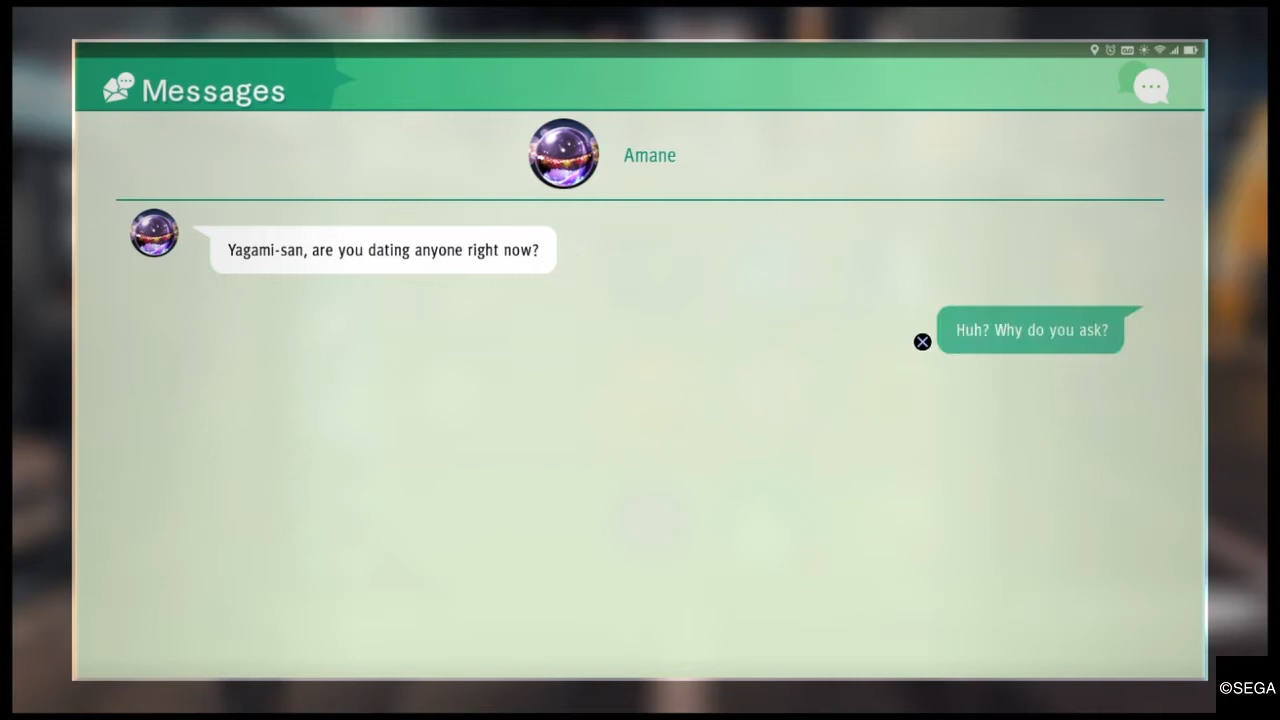 Messages
Amane
Yagami-san, are you dating anyone right now?
Huh? Why do you ask?
©SEGA